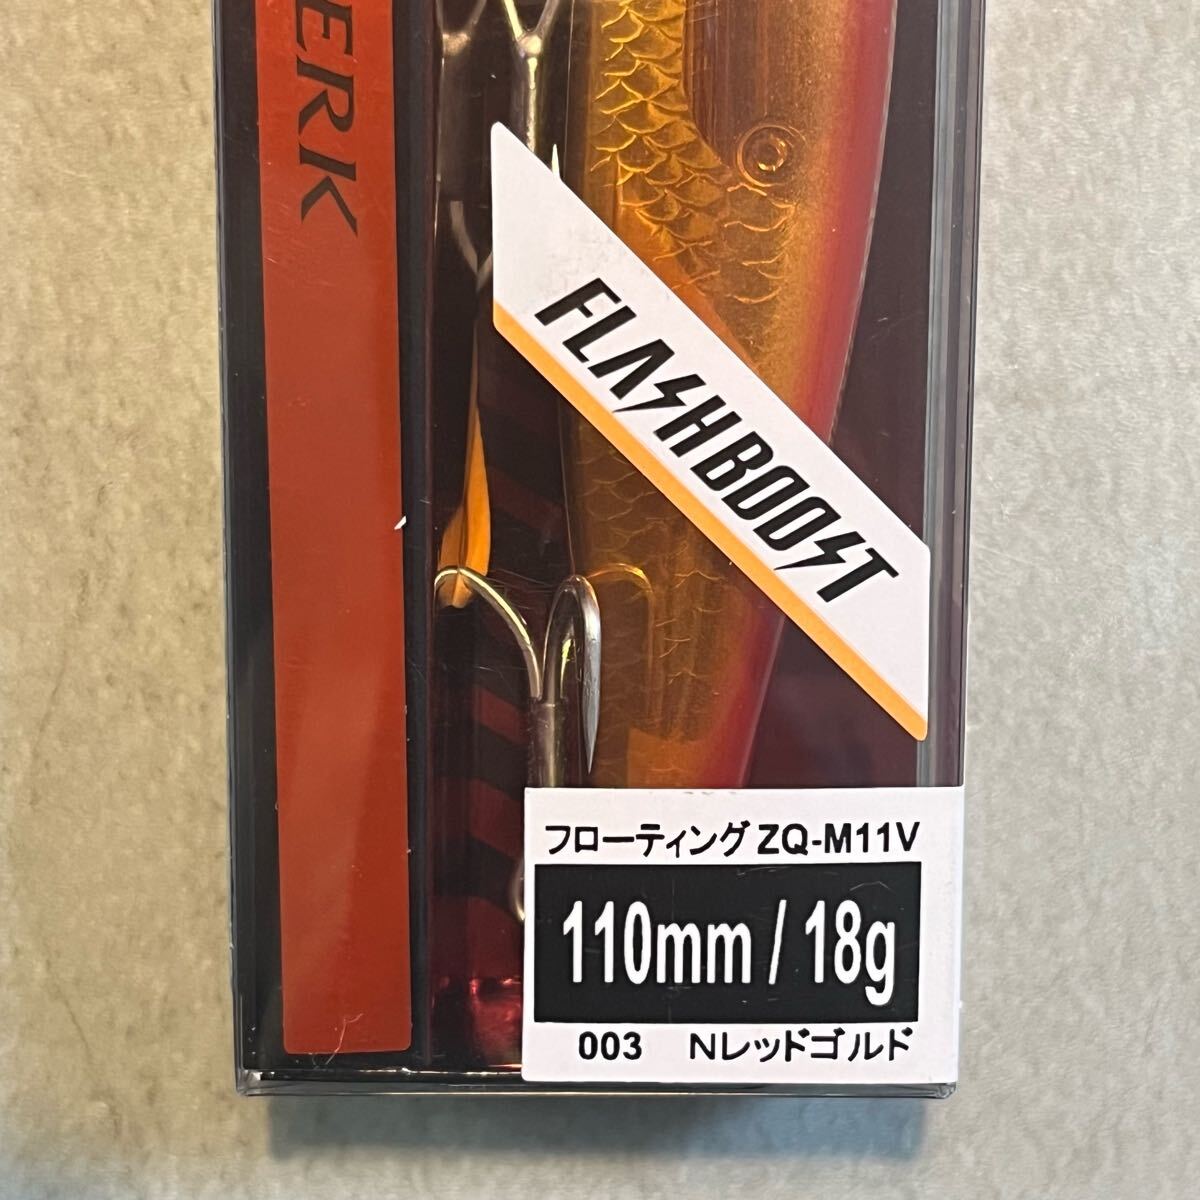 ERK
FLASHBOOST
フローティング ZQ-M11V
110mm / 18g
003 Nレッドゴルド